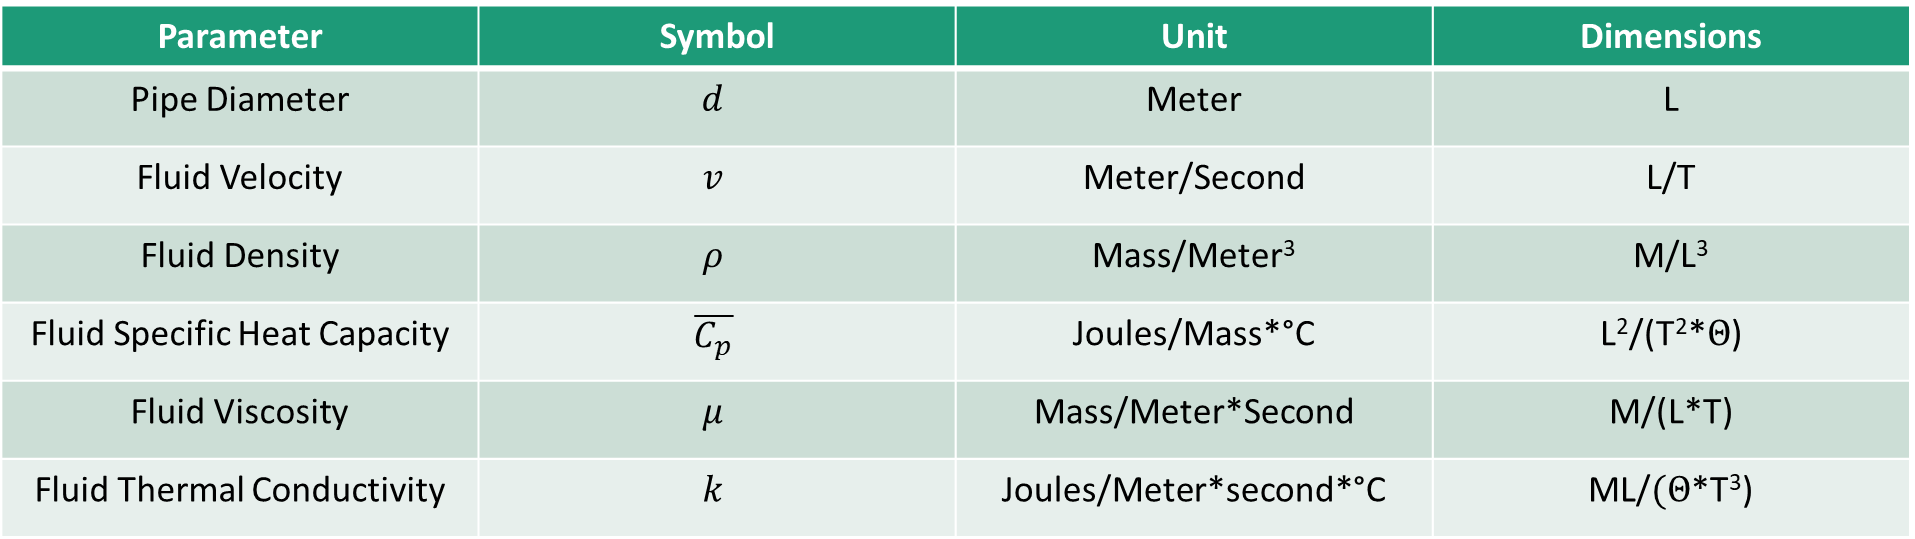 Parameter Symbol Unit Dimensions
Pipe Diameter d Meter L
Fluid Velocity v Meter/Second L/T
Fluid Density ρ Mass/Meter³ M/L³
Fluid Specific Heat Capacity C̅p̅ Joules/Mass*°C L²/(T²*Θ)
Fluid Viscosity μ Mass/Meter*Second M/(L*T)
Fluid Thermal Conductivity k Joules/Meter*second*°C ML/(Θ*T³)